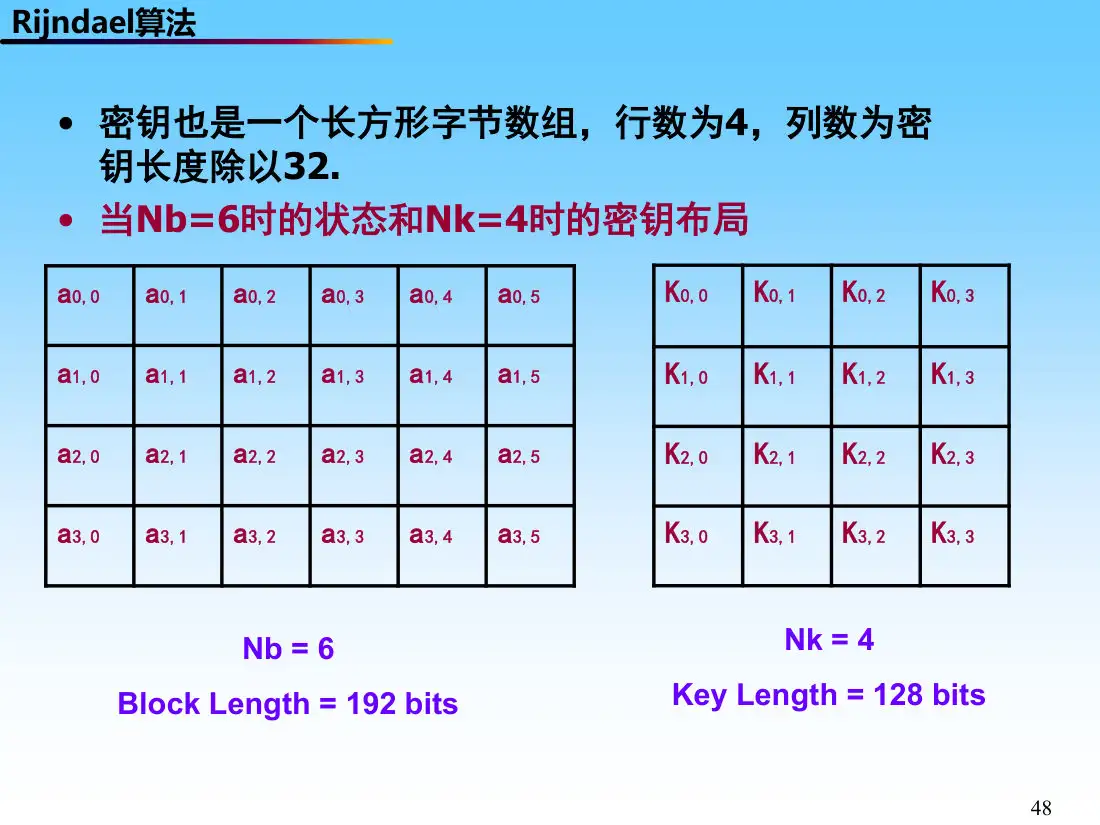 Rijndael算法
• 密钥也是一个长方形字节数组，行数为4，列数为密
钥长度除以32.
• 当Nb=6时的状态和Nk=4时的密钥布局
a0,0 a0,1 a0,2 a0,3 a0,4 a0,5
a1,0 a1,1 a1,2 a1,3 a1,4 a1,5
a2,0 a2,1 a2,2 a2,3 a2,4 a2,5
a3,0 a3,1 a3,2 a3,3 a3,4 a3,5
Nb = 6
Block Length = 192 bits
K0,0 K0,1 K0,2 K0,3
K1,0 K1,1 K1,2 K1,3
K2,0 K2,1 K2,2 K2,3
K3,0 K3,1 K3,2 K3,3
Nk = 4
Key Length = 128 bits
48